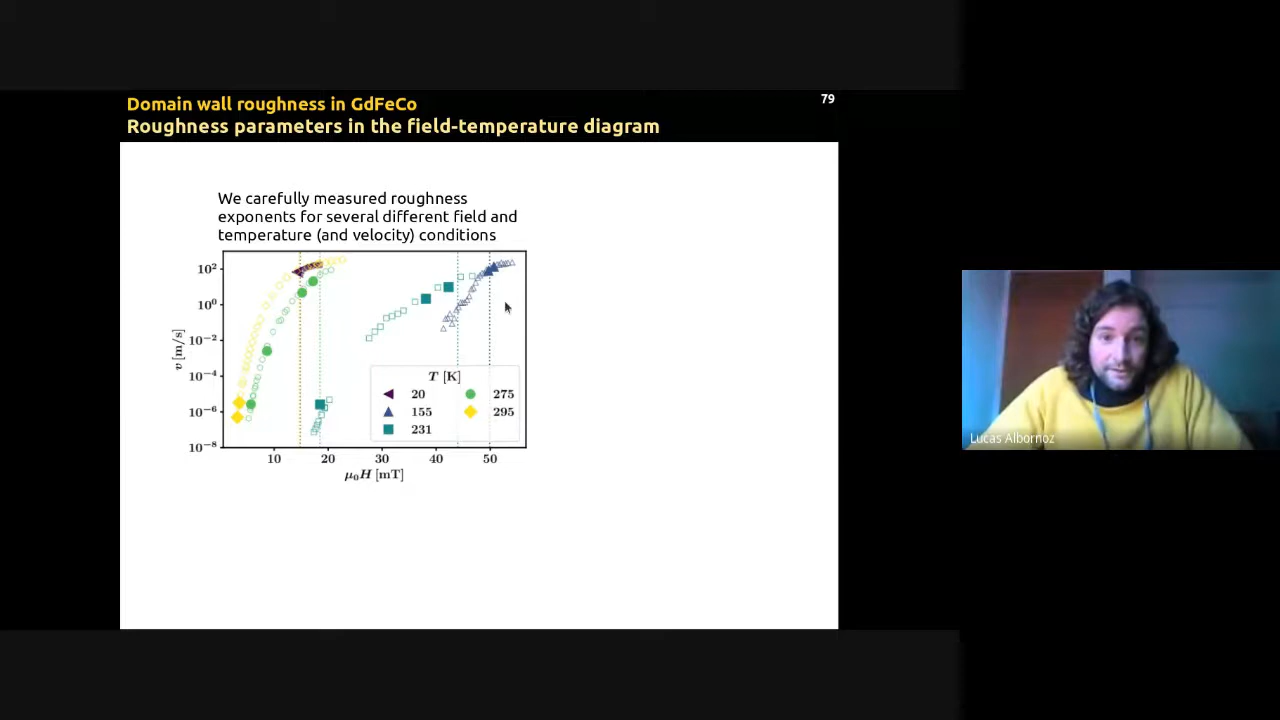 Domain wall roughness in GdFeCo
79
Roughness parameters in the field-temperature diagram
We carefully measured roughness
exponents for several different field and
temperature (and velocity) conditions
10²
10⁰
10⁻²
10⁻⁴
10⁻⁶
10⁻⁸
v [m/s]
T [K]
20
275
155
295
231
10
20
30
40
50
μ₀H [mT]
Lucas Albornoz